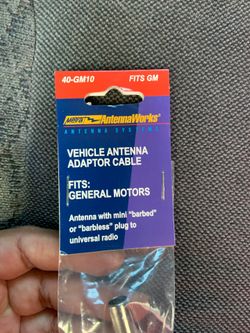 40-GM10 FITS GM
Metra AntennaWorks®
ANTENNA SYSTEMS
VEHICLE ANTENNA
ADAPTOR CABLE
FITS:
GENERAL MOTORS
Antenna with mini "barbed"
or "barbless" plug to
universal radio